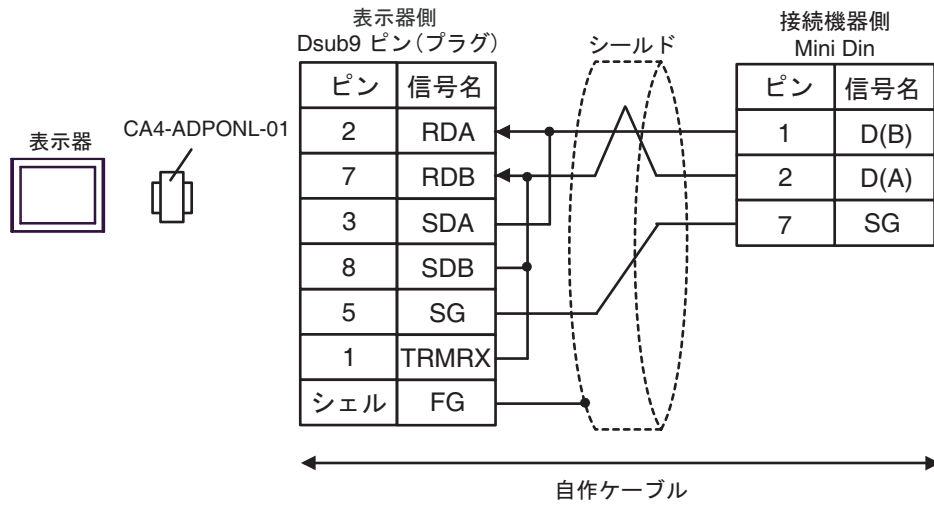 表示器側
Dsub9 ピン(プラグ)
シールド
接続機器側
Mini Din
表示器
CA4-ADPONL-01
ピン 信号名
2 RDA
7 RDB
3 SDA
8 SDB
5 SG
1 TRMRX
シェル FG
ピン 信号名
1 D(B)
2 D(A)
7 SG
自作ケーブル